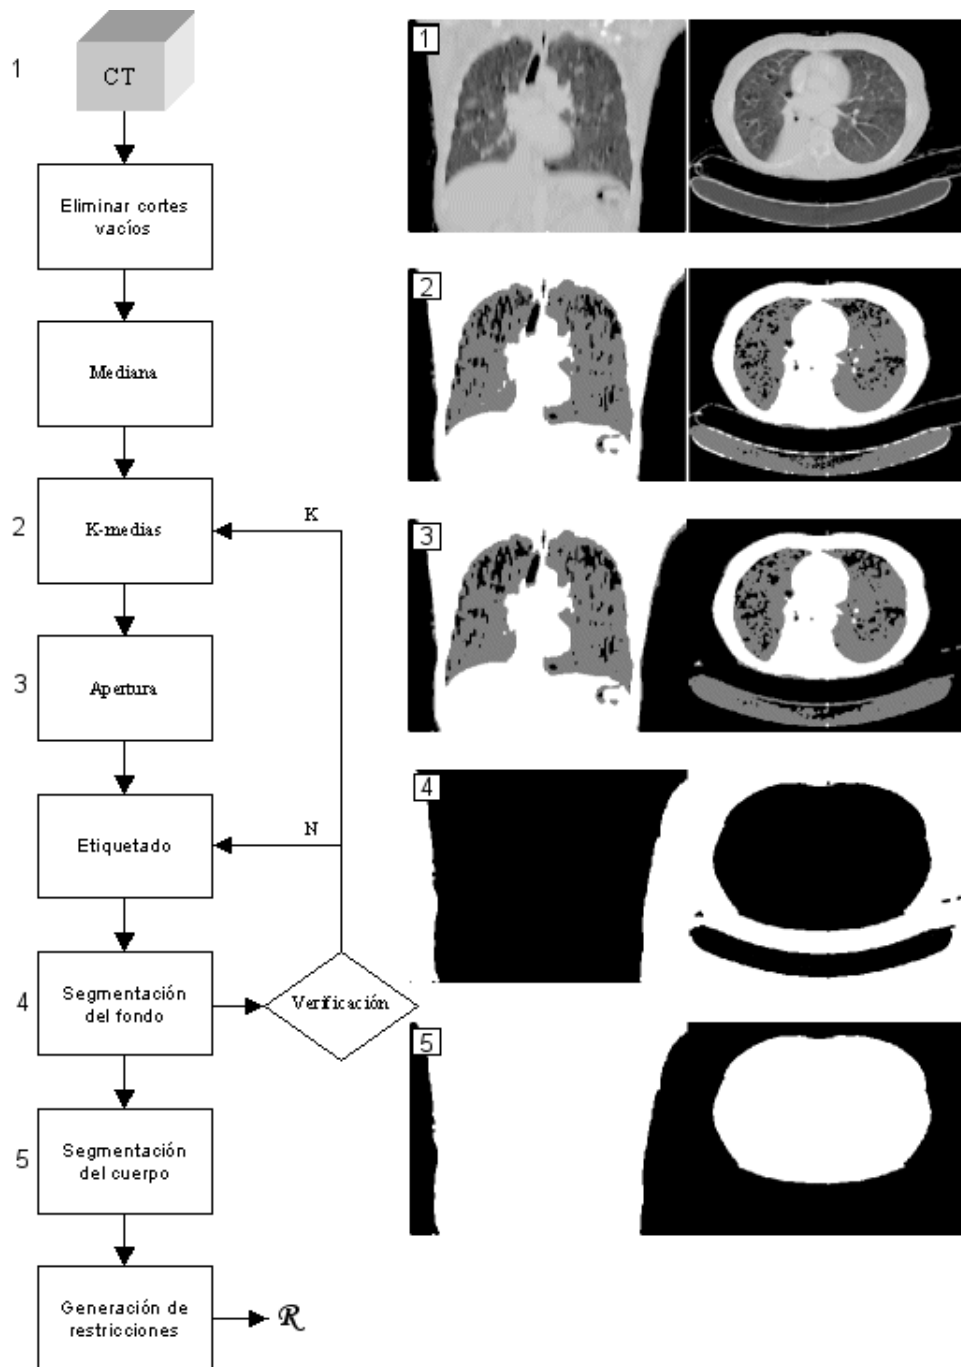 1
CT
Eliminar cortes
vacíos
Mediana
2
K-medias
K
3
Apertura
Etiquetado
N
4
Segmentación
del fondo
Verificación
5
Segmentación
del cuerpo
Generación de
restricciones
R
1
2
3
4
5